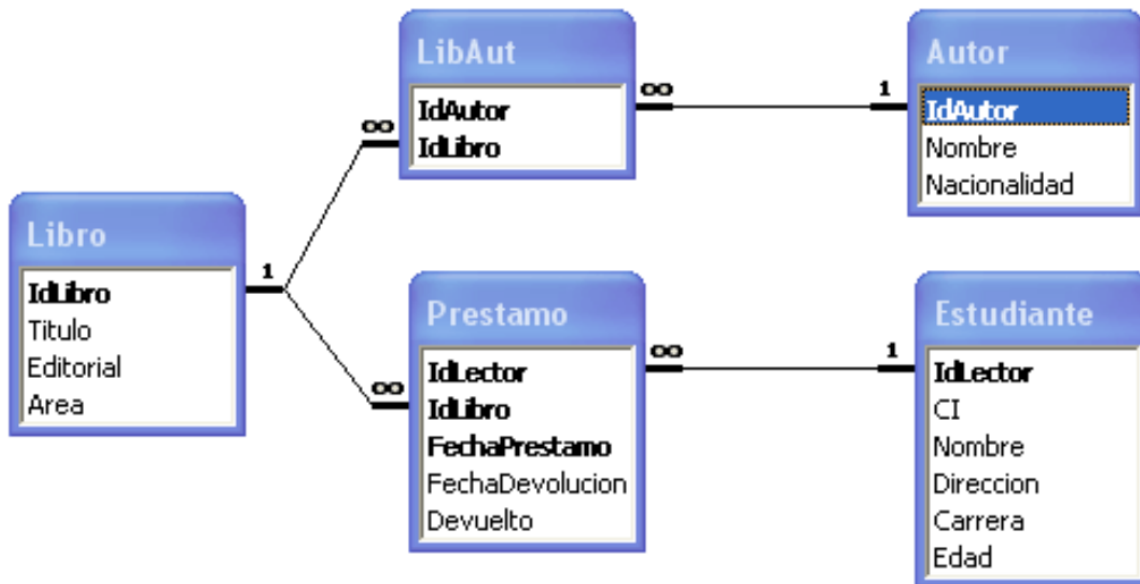 LibAut
IdAutor
IdLibro
Autor
IdAutor
Nombre
Nacionalidad
∞
1
∞
Libro
IdLibro
Titulo
Editorial
Area
1
∞
Prestamo
IdLector
IdLibro
FechaPrestamo
FechaDevolucion
Devuelto
∞
1
Estudiante
IdLector
CI
Nombre
Direccion
Carrera
Edad